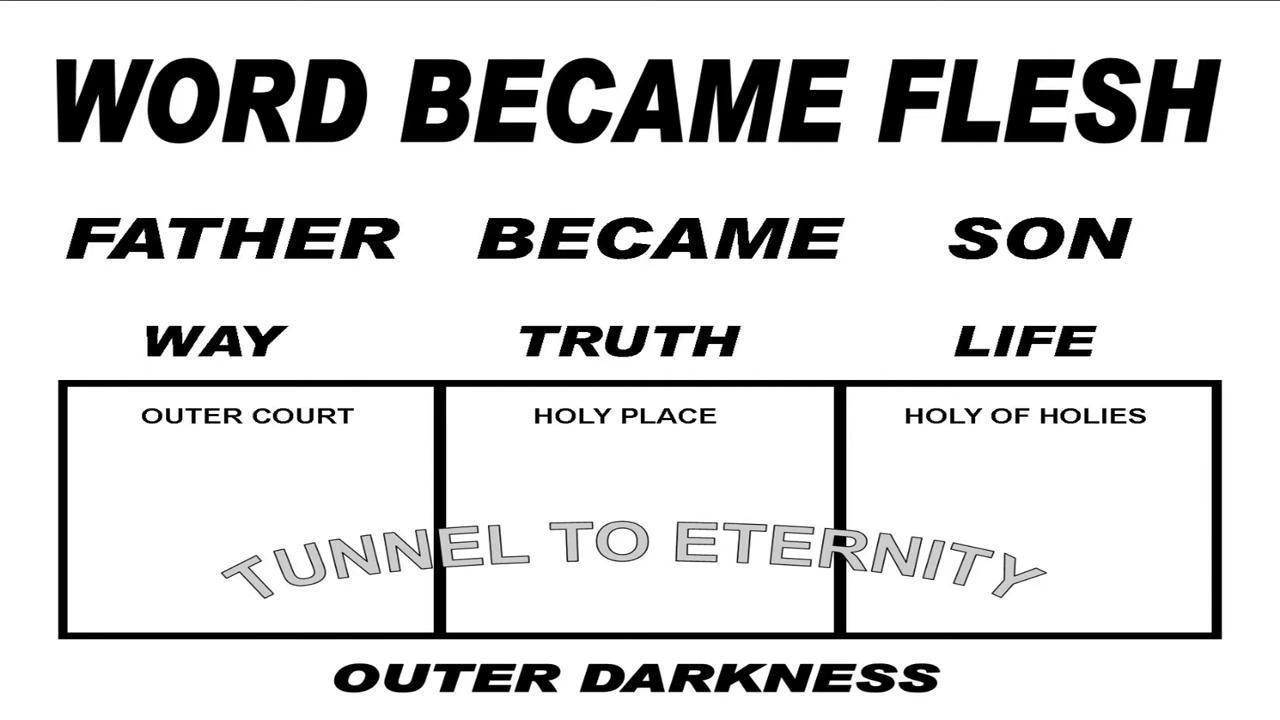 WORD BECAME FLESH
FATHER BECAME SON
WAY TRUTH LIFE
OUTER COURT HOLY PLACE HOLY OF HOLIES
TUNNEL TO ETERNITY
OUTER DARKNESS